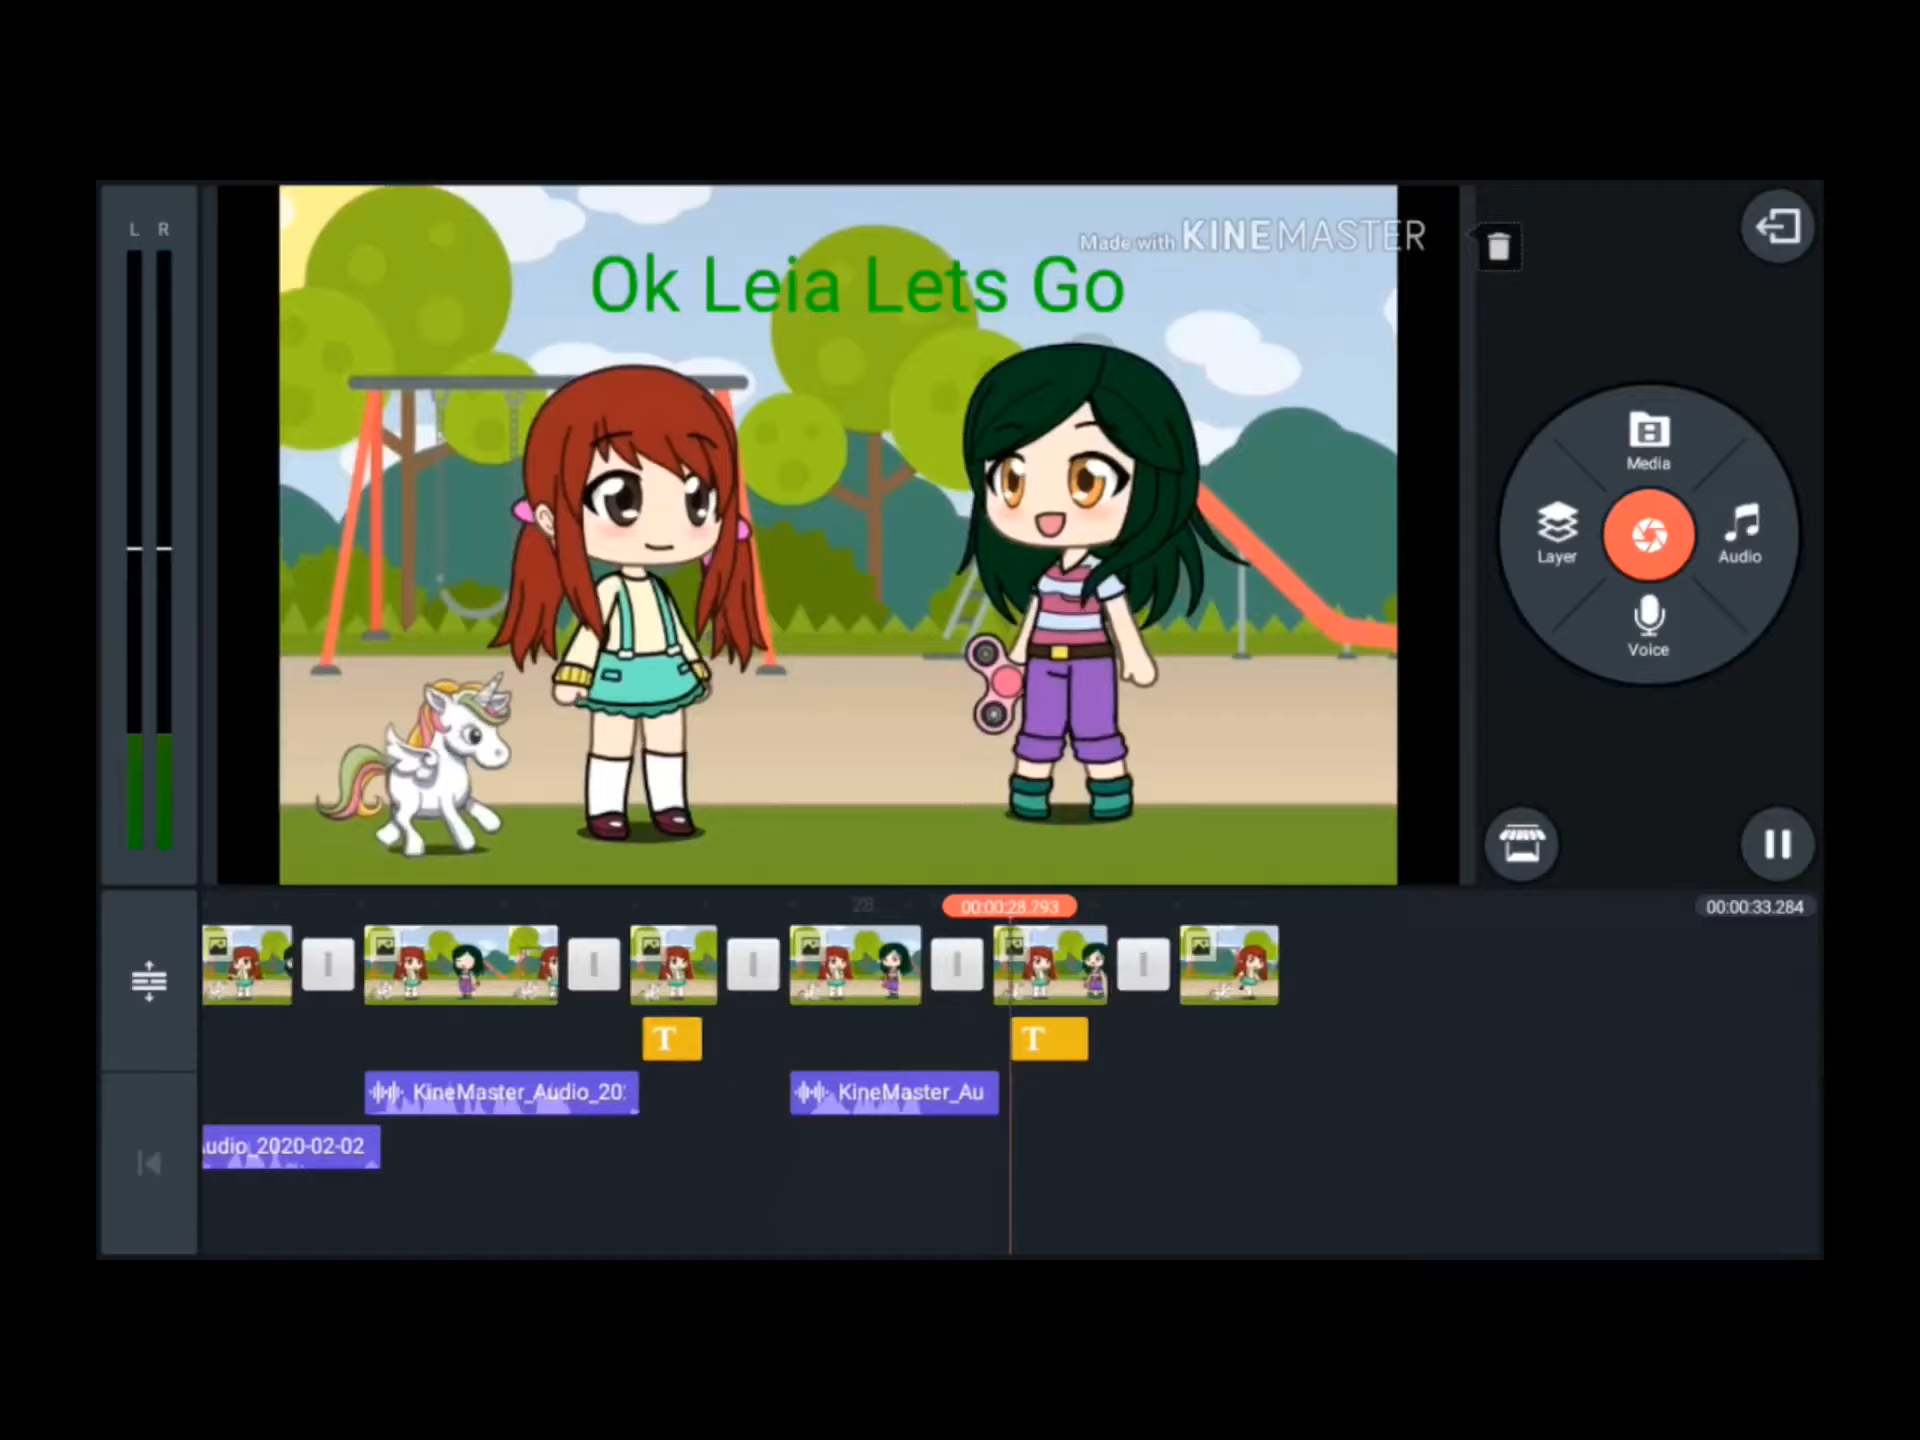 L R
Made with KINEMASTER
Ok Leia Lets Go
Media
Layer
Audio
Voice
28
00:00:28.793
00:00:33.284
T
T
KineMaster_Audio_20
KineMaster_Au
udio_2020-02-02